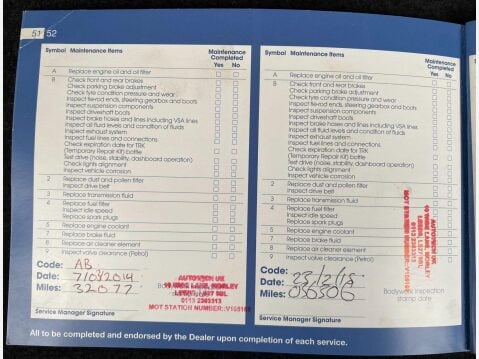 51 52
Symbol Maintenance Items Maintenance Completed
Yes No
A Replace engine oil and oil filter
B Check front and rear brakes
Check parking brake adjustment
Check tyre condition pressure and wear
Inspect tie-rod ends, steering gearbox and boots
Inspect suspension components
Inspect driveshaft boots
Inspect brake hoses and lines including VSA lines
Inspect all fluid levels and condition of fluids
Inspect exhaust system
Inspect fuel lines and connections
Check expiration date for TRK
(Temporary Repair Kit) bottle
Test drive (noise, stability, dashboard operation)
Check lights alignment
Inspect vehicle corrosion
2 Replace dust and pollen filter
Inspect drive belt
3 Replace transmission fluid
4 Replace fuel filter
Inspect idle speed
Replace spark plugs
5 Replace engine coolant
7 Replace brake fluid
8 Replace air cleaner element
9 Inspect valve clearance (Petrol)
Code: AB
Date: 7/04/2014
Miles: 32077
AUTOTECH UK
0113 2343313
MOT STATION NUMBER:
Service Manager Signature
Symbol Maintenance Items Maintenance Completed
Yes No
A Replace engine oil and oil filter
B Check front and rear brakes
Check parking brake adjustment
Check tyre condition pressure and wear
Inspect tie-rod ends, steering gearbox and boots
Inspect suspension components
Inspect driveshaft boots
Inspect brake hoses and lines including VSA lines
Inspect all fluid levels and condition of fluids
Inspect exhaust system
Inspect fuel lines and connections
Check expiration date for TRK
(Temporary Repair Kit) bottle
Test drive (noise, stability, dashboard operation)
Check lights alignment
Inspect vehicle corrosion
2 Replace dust and pollen filter
Inspect drive belt
3 Replace transmission fluid
4 Replace fuel filter
Inspect idle speed
Replace spark plugs
5 Replace engine coolant
7 Replace brake fluid
8 Replace air cleaner element
9 Inspect valve clearance (Petrol)
Code:
Date: 23/2/15
Miles:
Bodywork inspection
stamp date
Service Manager Signature
All to be completed and endorsed by the Dealer upon completion of each service.